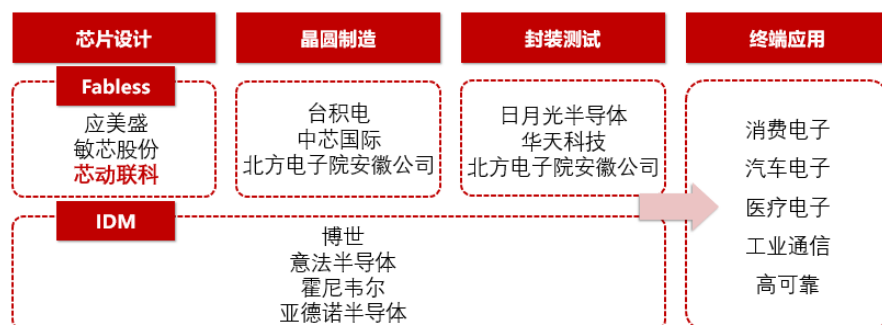 芯片设计
晶圆制造
封装测试
终端应用
Fabless
应美盛
敏芯股份
芯动联科
台积电
中芯国际
北方电子院安徽公司
日月光半导体
华天科技
北方电子院安徽公司
IDM
博世
意法半导体
霍尼韦尔
亚德诺半导体
消费电子
汽车电子
医疗电子
工业通信
高可靠